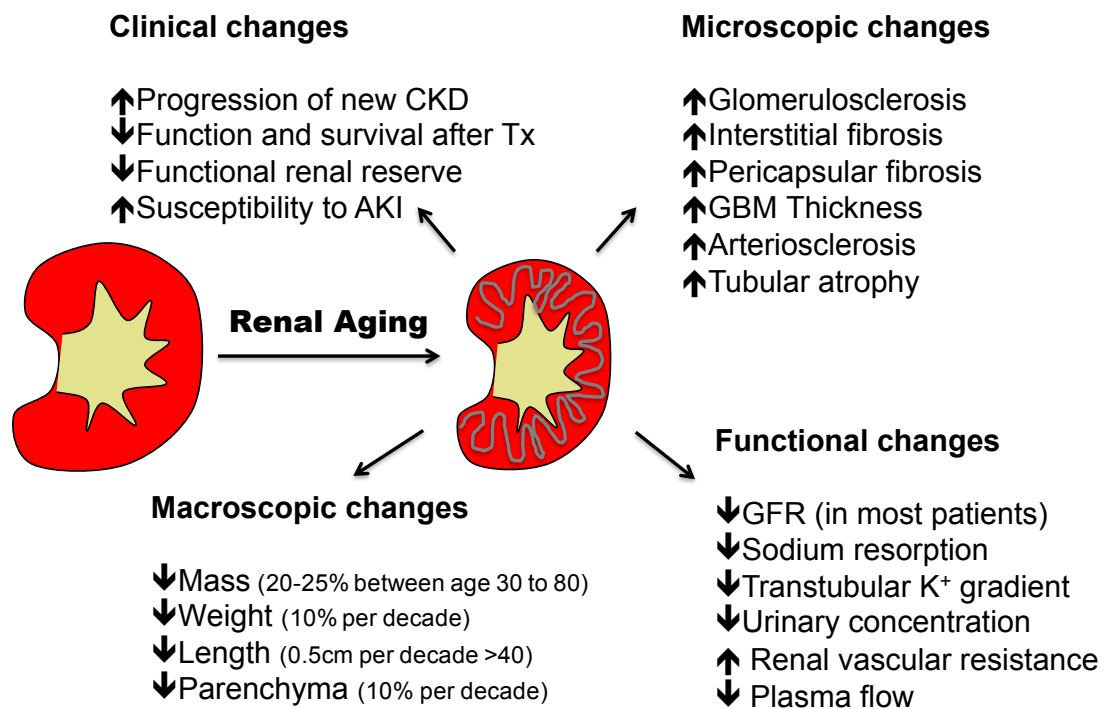 Clinical changes
↑Progression of new CKD
↓Function and survival after Tx
↓Functional renal reserve
↑Susceptibility to AKI
Microscopic changes
↑Glomerulosclerosis
↑Interstitial fibrosis
↑Pericapsular fibrosis
↑GBM Thickness
↑Arteriosclerosis
↑Tubular atrophy
Renal Aging
Macroscopic changes
↓Mass (20-25% between age 30 to 80)
↓Weight (10% per decade)
↓Length (0.5cm per decade >40)
↓Parenchyma (10% per decade)
Functional changes
↓GFR (in most patients)
↓Sodium resorption
↓Transtubular K⁺ gradient
↓Urinary concentration
↑ Renal vascular resistance
↓ Plasma flow